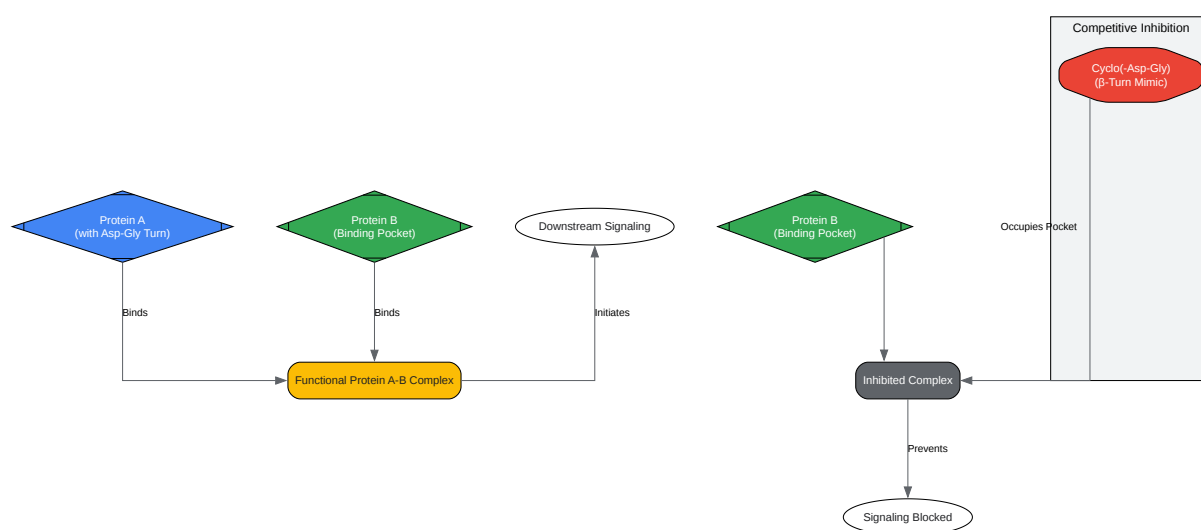 Competitive Inhibition
Cyclo(-Asp-Gly)
(β-Turn Mimic)
Protein A
(with Asp-Gly Turn)
Protein B
(Binding Pocket)
Downstream Signaling
Protein B
(Binding Pocket)
Occupies Pocket
Binds
Binds
Initiates
Functional Protein A-B Complex
Inhibited Complex
Prevents
Signaling Blocked